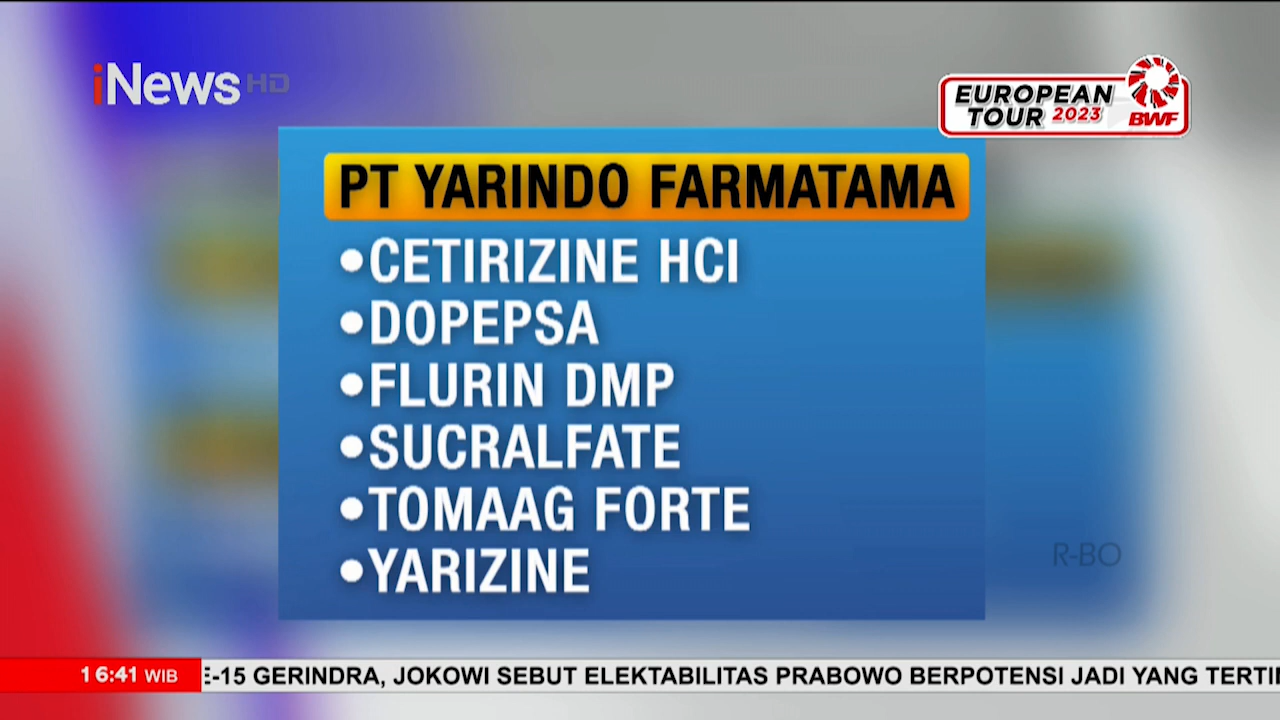 iNews HD
EUROPEAN
TOUR 2023
BWF
PT YARINDO FARMATAMA
•CETIRIZINE HCI
•DOPEPSA
•FLURIN DMP
•SUCRALFATE
•TOMAAG FORTE
•YARIZINE
R-BO
16:41 WIB
E-15 GERINDRA, JOKOWI SEBUT ELEKTABILITAS PRABOWO BERPOTENSI JADI YANG TERTIN